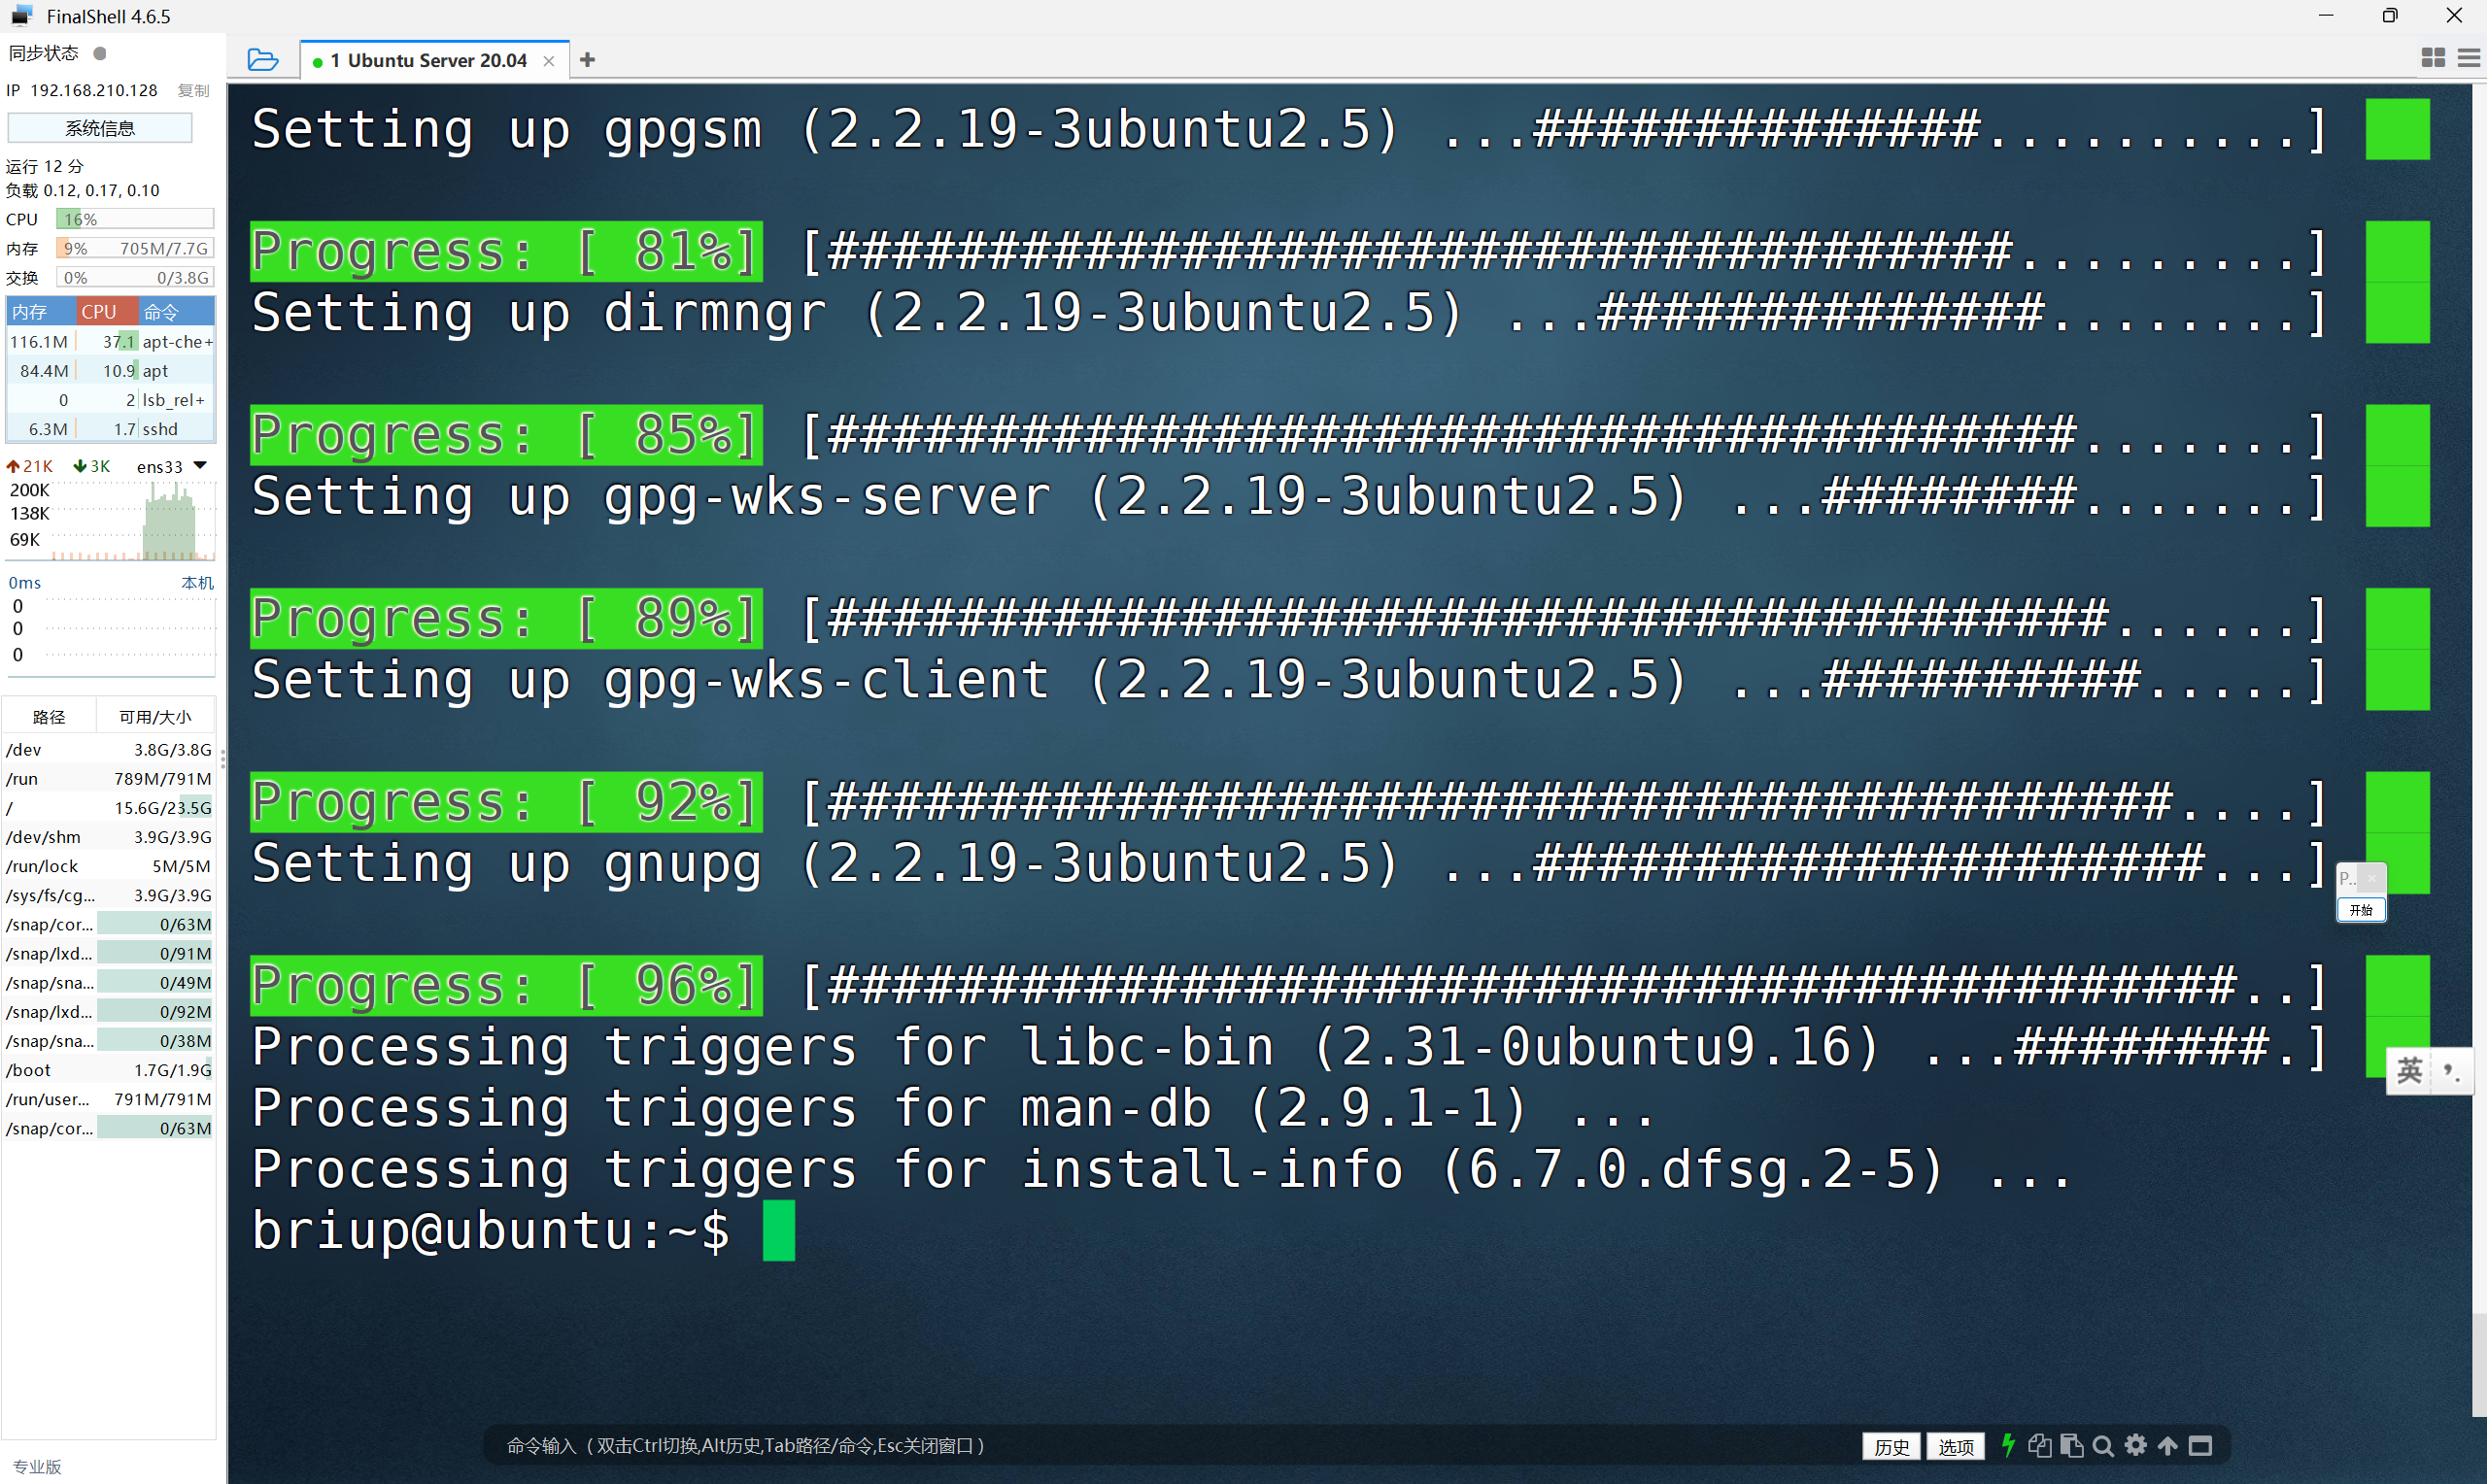 FinalShell 4.6.5
同步状态
IP 192.168.210.128 复制
系统信息
运行 12 分
负载 0.12, 0.17, 0.10
CPU 16%
内存 9% 705M/7.7G
交换 0% 0/3.8G
内存 CPU 命令
116.1M 37.1 apt-che+
84.4M 10.9 apt
0 2 lsb_rel+
6.3M 1.7 sshd
21K 3K ens33
200K
138K
69K
0ms 本机
0
0
0
路径 可用/大小
/dev 3.8G/3.8G
/run 789M/791M
/ 15.6G/23.5G
/dev/shm 3.9G/3.9G
/run/lock 5M/5M
/sys/fs/cg... 3.9G/3.9G
/snap/cor... 0/63M
/snap/lxd... 0/91M
/snap/sna... 0/49M
/snap/lxd... 0/92M
/snap/sna... 0/38M
/boot 1.7G/1.9G
/run/user... 791M/791M
/snap/cor... 0/63M
专业版
1 Ubuntu Server 20.04
Setting up gpgsm (2.2.19-3ubuntu2.5) ...##############..........]
Progress: [ 81%] [#####################################.........]
Setting up dirmngr (2.2.19-3ubuntu2.5) ...##############........]
Progress: [ 85%] [#######################################.......]
Setting up gpg-wks-server (2.2.19-3ubuntu2.5) ...########.......]
Progress: [ 89%] [########################################......]
Setting up gpg-wks-client (2.2.19-3ubuntu2.5) ...##########.....]
Progress: [ 92%] [##########################################....]
Setting up gnupg (2.2.19-3ubuntu2.5) ...#####################...]
Progress: [ 96%] [############################################..]
Processing triggers for libc-bin (2.31-0ubuntu9.16) ...########.]
Processing triggers for man-db (2.9.1-1) ...
Processing triggers for install-info (6.7.0.dfsg.2-5) ...
briup@ubuntu:~$
P..
开始
英
命令输入 (双击Ctrl切换,Alt历史,Tab路径/命令,Esc关闭窗口)
历史 选项